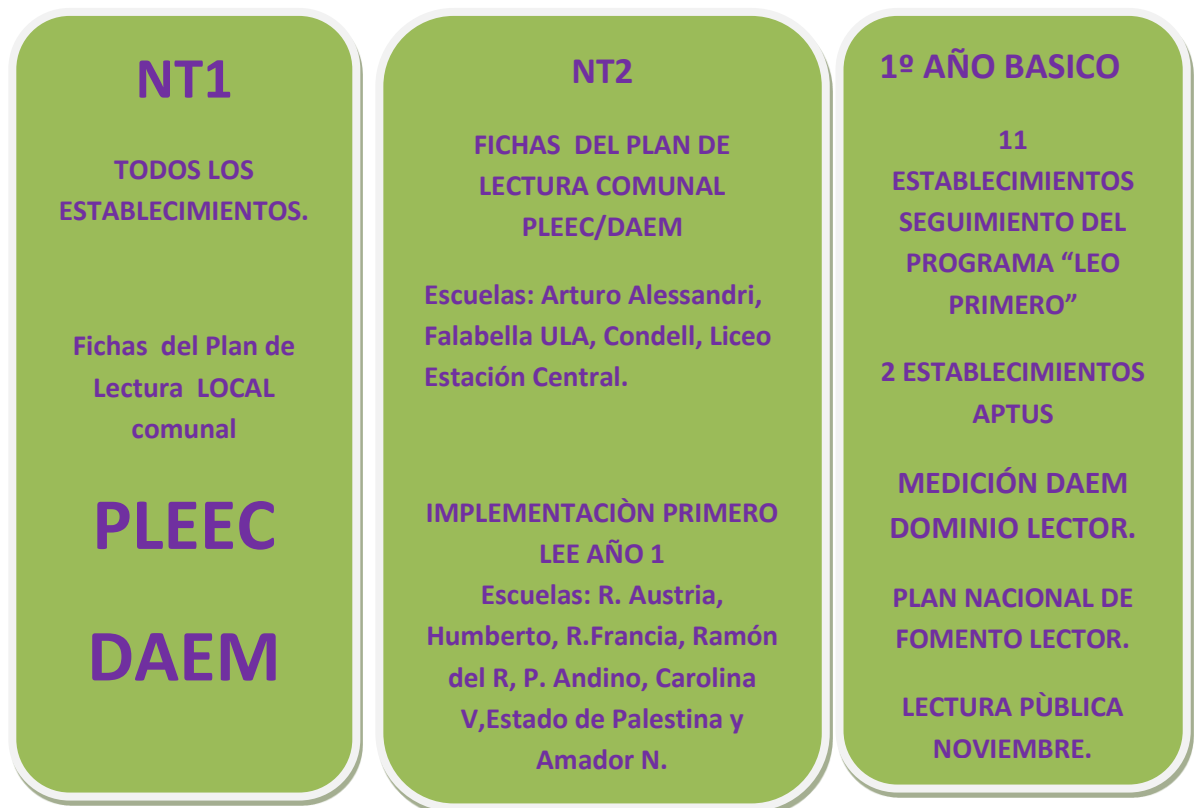 NT1
TODOS LOS
ESTABLECIMIENTOS.
Fichas del Plan de
Lectura LOCAL
comunal
PLEEC
DAEM
NT2
FICHAS DEL PLAN DE
LECTURA COMUNAL
PLEEC/DAEM
Escuelas: Arturo Alessandri,
Falabella ULA, Condell, Liceo
Estación Central.
IMPLEMENTACIÒN PRIMERO
LEE AÑO 1
Escuelas: R. Austria,
Humberto, R.Francia, Ramón
del R, P. Andino, Carolina
V,Estado de Palestina y
Amador N.
1º AÑO BASICO
11
ESTABLECIMIENTOS
SEGUIMIENTO DEL
PROGRAMA “LEO
PRIMERO”
2 ESTABLECIMIENTOS
APTUS
MEDICIÓN DAEM
DOMINIO LECTOR.
PLAN NACIONAL DE
FOMENTO LECTOR.
LECTURA PÙBLICA
NOVIEMBRE.